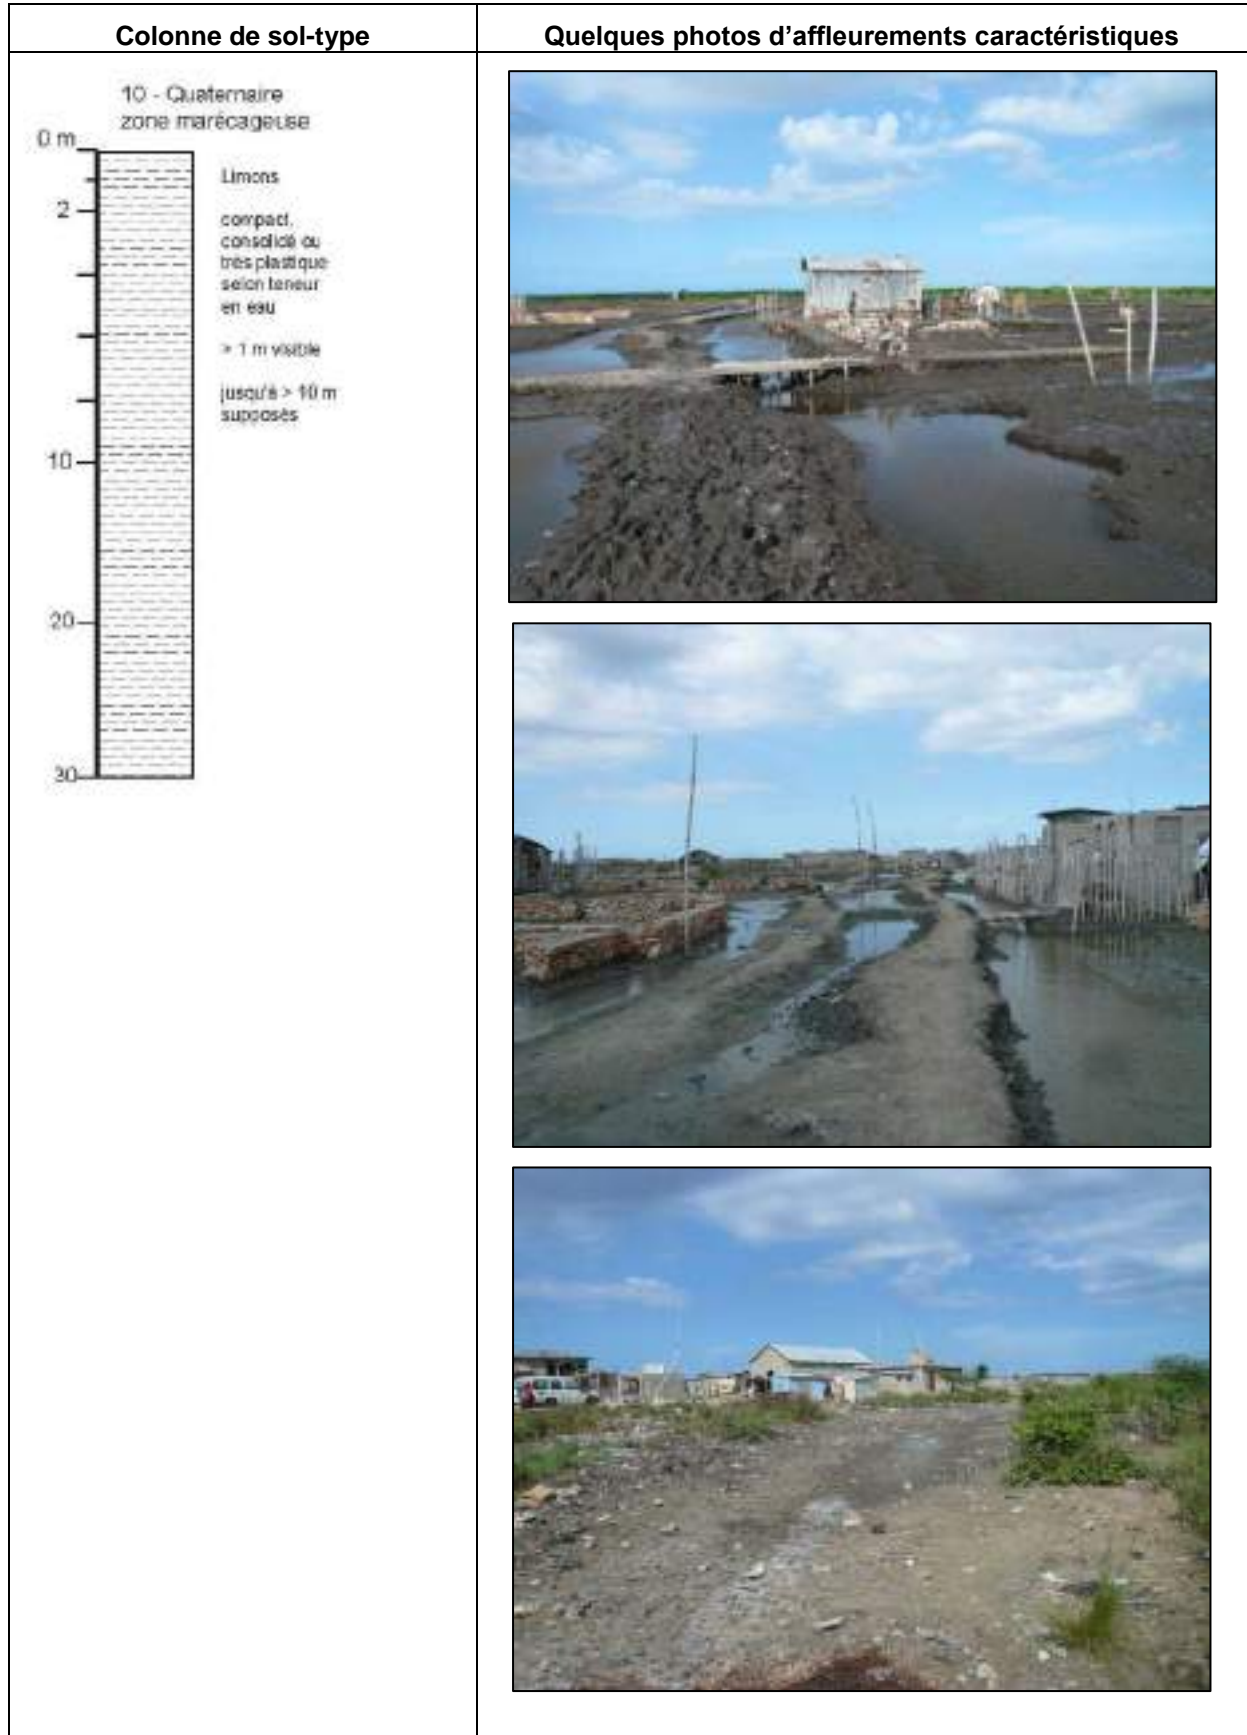 Colonne de sol-type
Quelques photos d'affleurements caractéristiques
10 - Quaternaire
zone marécageuse
0 m
2
10
20
30
Limons
compact,
consolidé ou
très plastique
selon teneur
en eau
> 1 m visible
jusqu'à > 10 m
supposés